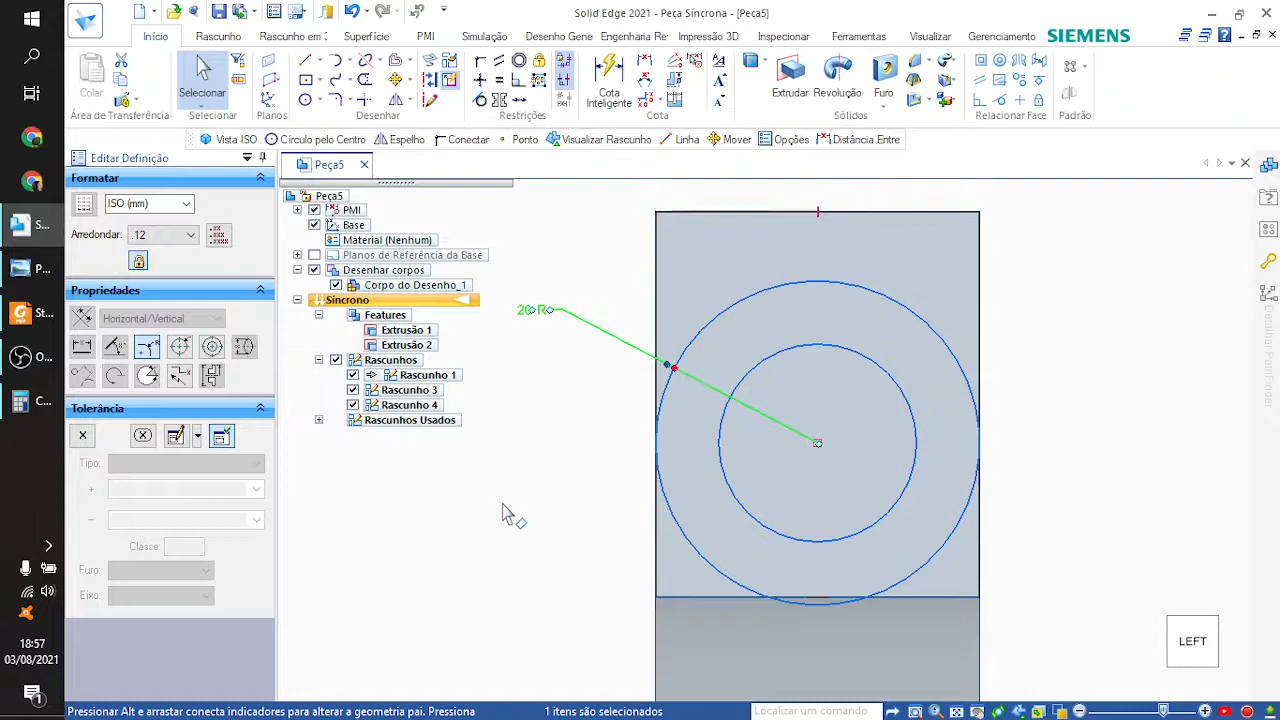 Solid Edge 2021 - Peça Síncrona - [Peça5]
Início
Rascunho
Rascunho em :
Superfície
PMI
Simulação
Desenho Gene
Engenharia Re
Impressão 3D
Inspecionar
Ferramentas
Visualizar
Gerenciamento
SIEMENS
Colar
Selecionar
Cota
Inteligente
Extrudar
Revolução
Furo
Área de Transferência
Selecionar
Planos
Desenhar
Restrições
Cota
Sólidos
Relacionar Face
Padrão
Vista ISO
Círculo pelo Centro
Espelho
Conectar
Ponto
Visualizar Rascunho
Linha
Mover
Opções
Distância Entre
Editar Definição
Peça5
Formatar
ISO (mm)
Arredondar:
.12
Propriedades
Horizontal/Vertical
Tolerância
Tipo:
+
−
Classe:
Furo:
Eixo:
Peça5
PMI
Base
Material (Nenhum)
Planos de Referência da Base
Desenhar corpos
Corpo do Desenho_1
Síncrono
Features
Extrusão 1
Extrusão 2
Rascunhos
Rascunho 1
Rascunho 3
Rascunho 4
Rascunhos Usados
LEFT
Detalhar PathFinder
S...
P...
St...
O...
C...
18:57
03/08/2021
Pressionar Alt e arrastar conecta indicadores para alterar a geometria pai. Pressiona
1 itens são selecionados
Localizar um comando